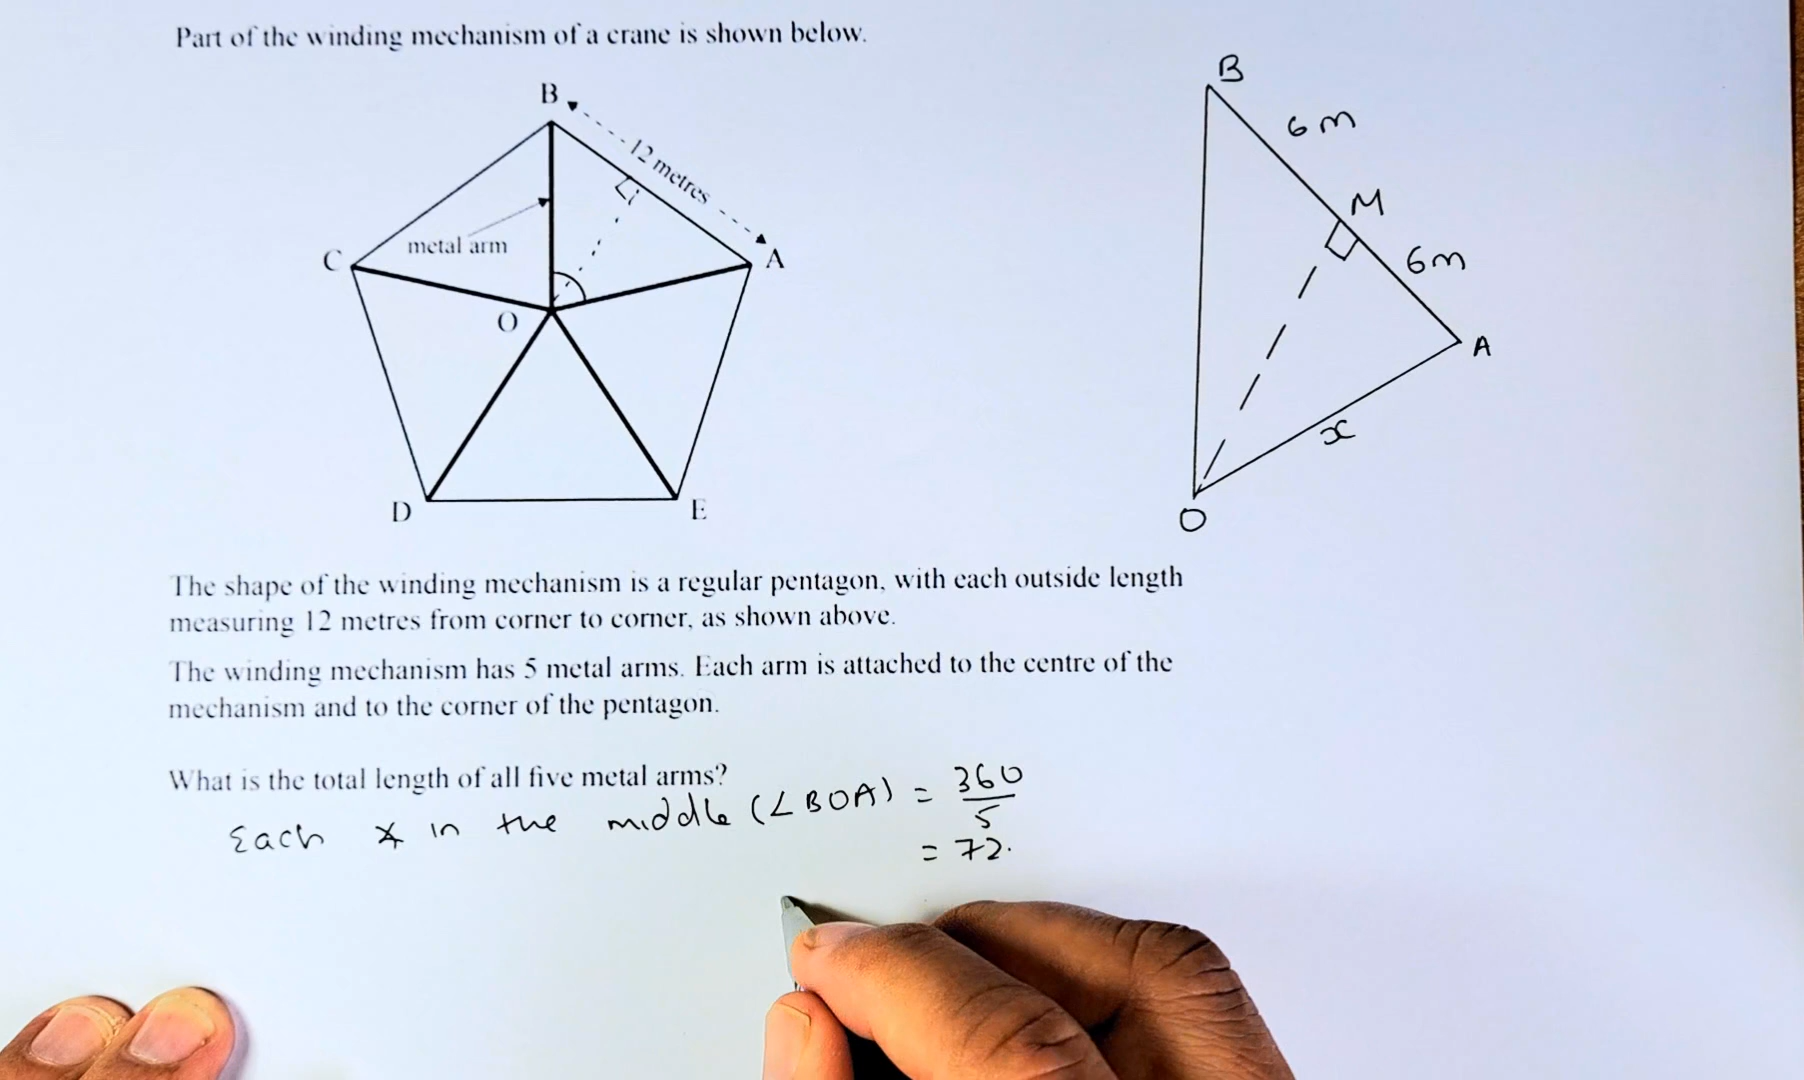 Part of the winding mechanism of a crane is shown below.
B
12 metres
metal arm
C
A
O
D
E
B
6m
M
6m
A
x
O
The shape of the winding mechanism is a regular pentagon, with each outside length
measuring 12 metres from corner to corner, as shown above.
The winding mechanism has 5 metal arms. Each arm is attached to the centre of the
mechanism and to the corner of the pentagon.
What is the total length of all five metal arms?
Each ∡ in the middle (∠BOA) = 360/5
= 72.